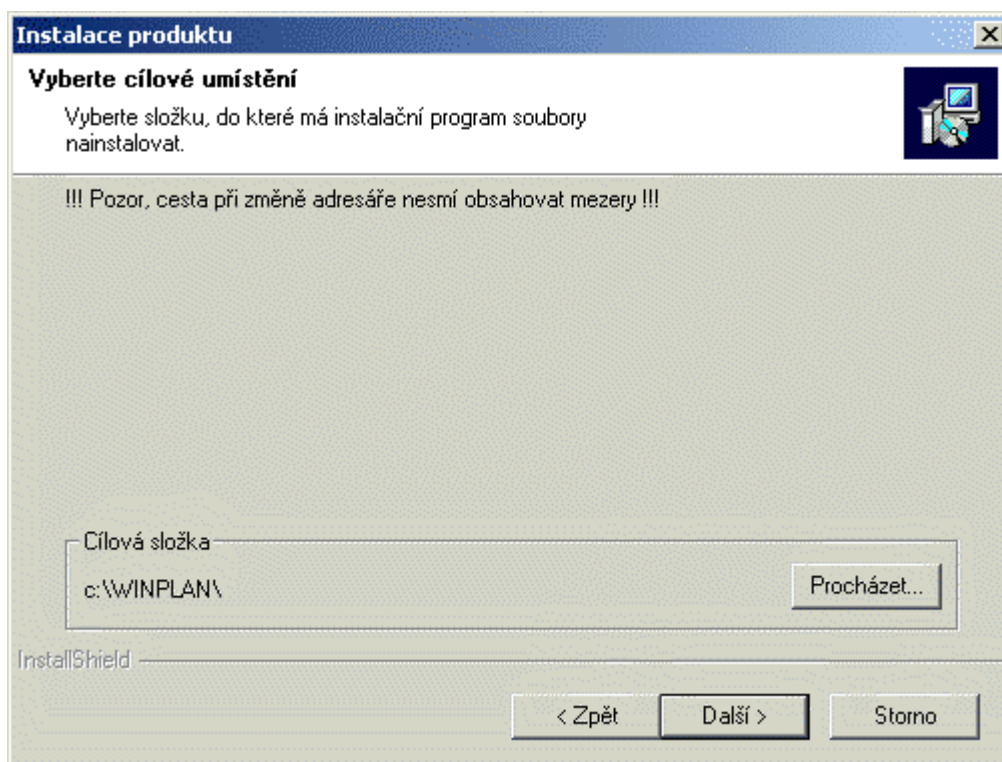 Instalace produktu
Vyberte cílové umístění
Vyberte složku, do které má instalační program soubory
nainstalovat.
!!! Pozor, cesta při změně adresáře nesmí obsahovat mezery !!!
Cílová složka
c:\WINPLAN\
Procházet...
InstallShield
< Zpět
Další >
Storno